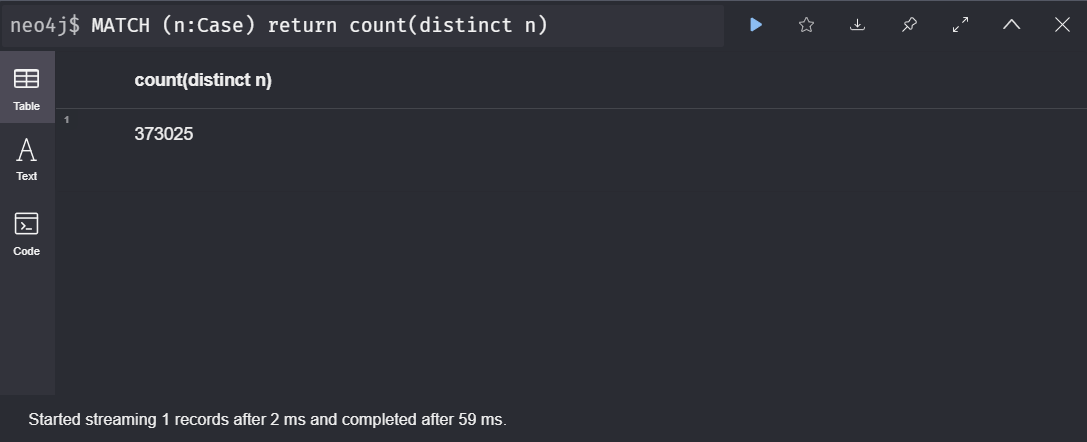 neo4j$ MATCH (n:Case) return count(distinct n)
Table
count(distinct n)
1
373025
Text
Code
Started streaming 1 records after 2 ms and completed after 59 ms.